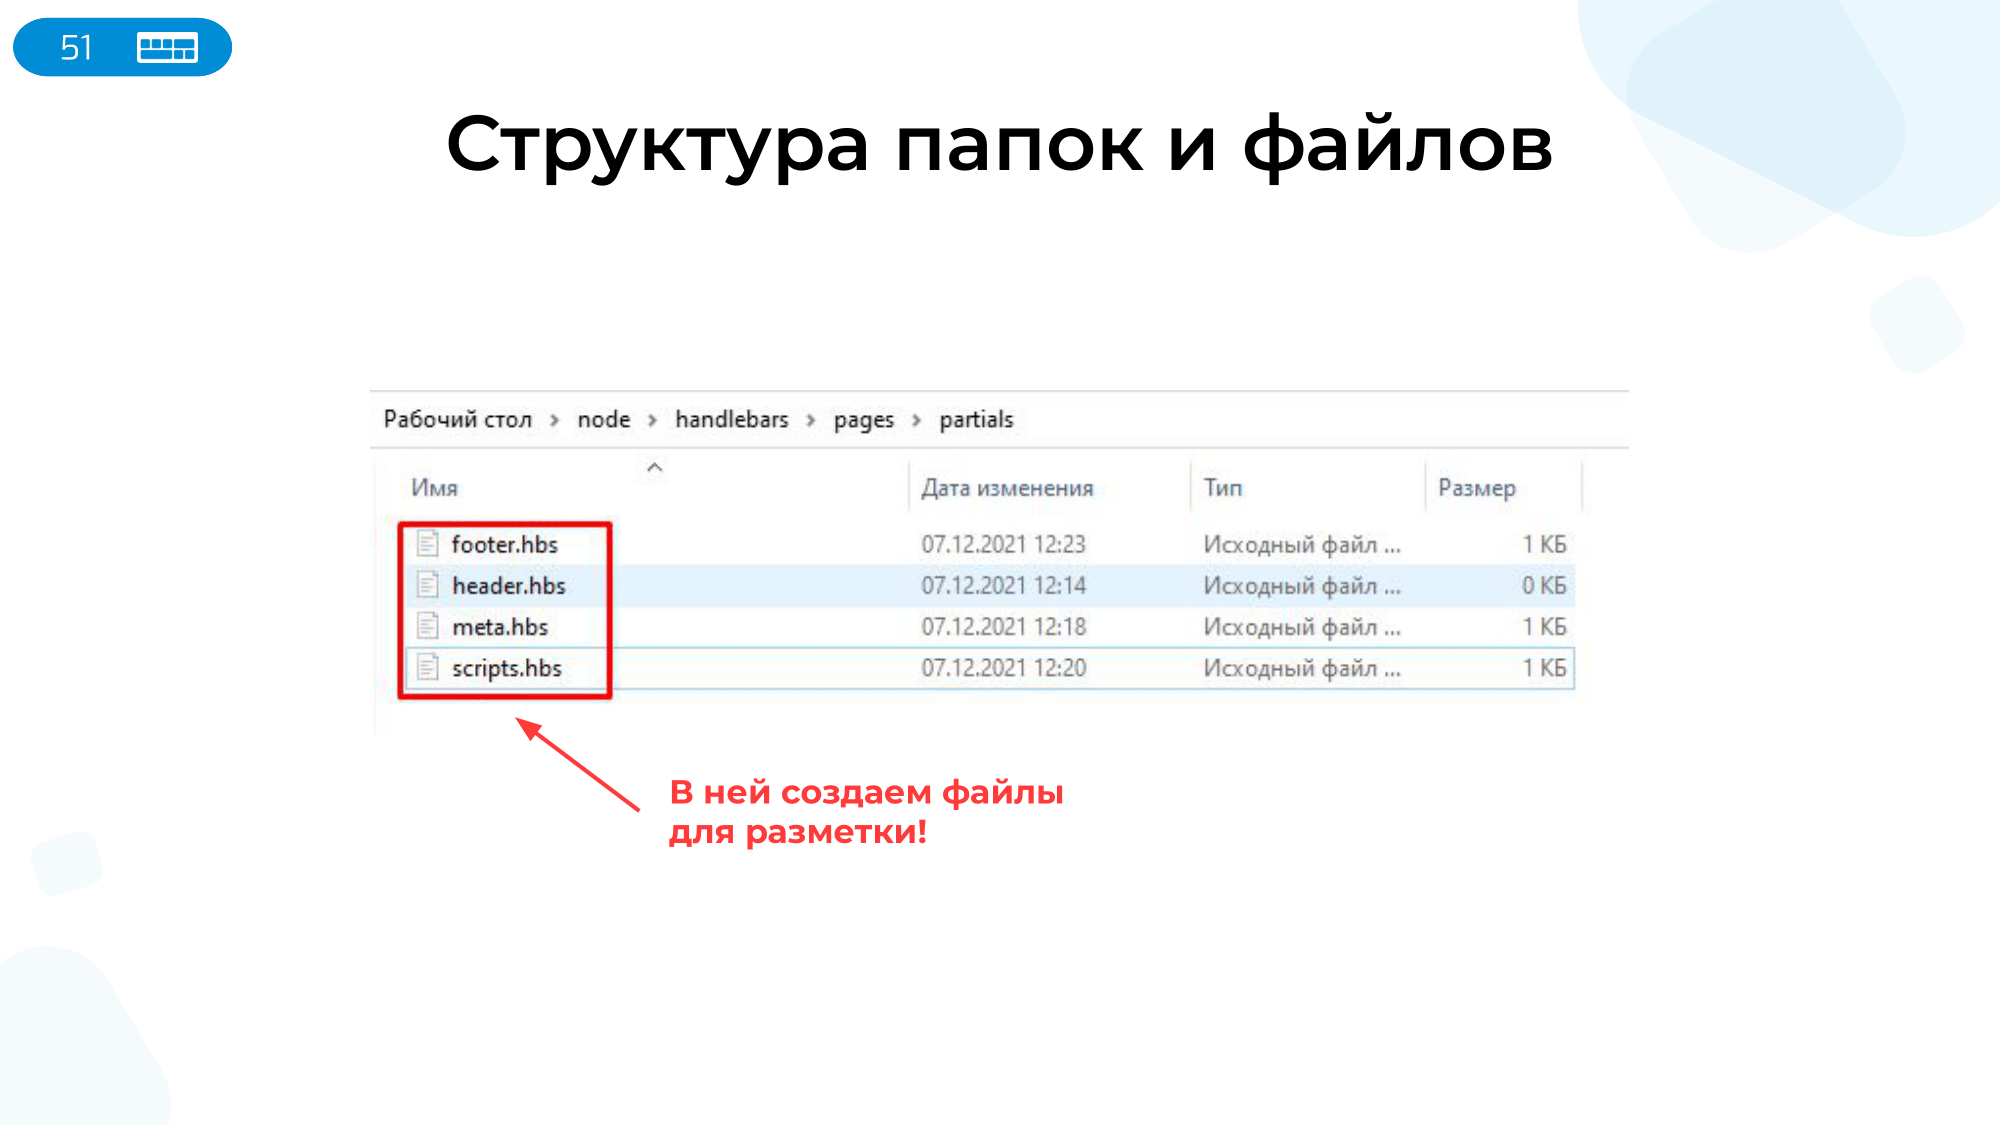 51
Структура папок и файлов
Рабочий стол > node > handlebars > pages > partials
Имя Дата изменения Тип Размер
footer.hbs 07.12.2021 12:23 Исходный файл ... 1 КБ
header.hbs 07.12.2021 12:14 Исходный файл ... 0 КБ
meta.hbs 07.12.2021 12:18 Исходный файл ... 1 КБ
scripts.hbs 07.12.2021 12:20 Исходный файл ... 1 КБ
В ней создаем файлы
для разметки!